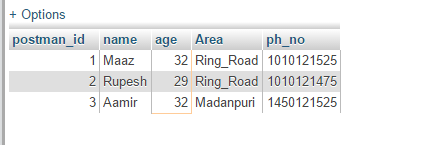 + Options
postman_id name age Area ph_no
1 Maaz 32 Ring_Road 1010121525
2 Rupesh 29 Ring_Road 1010121475
3 Aamir 32 Madanpuri 1450121525